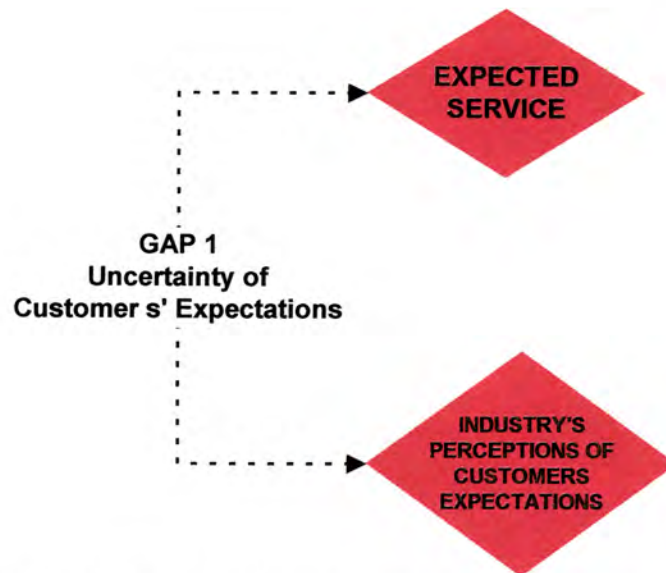 EXPECTED
SERVICE
GAP 1
Uncertainty of
Customer s' Expectations
INDUSTRY'S
PERCEPTIONS OF
CUSTOMERS
EXPECTATIONS